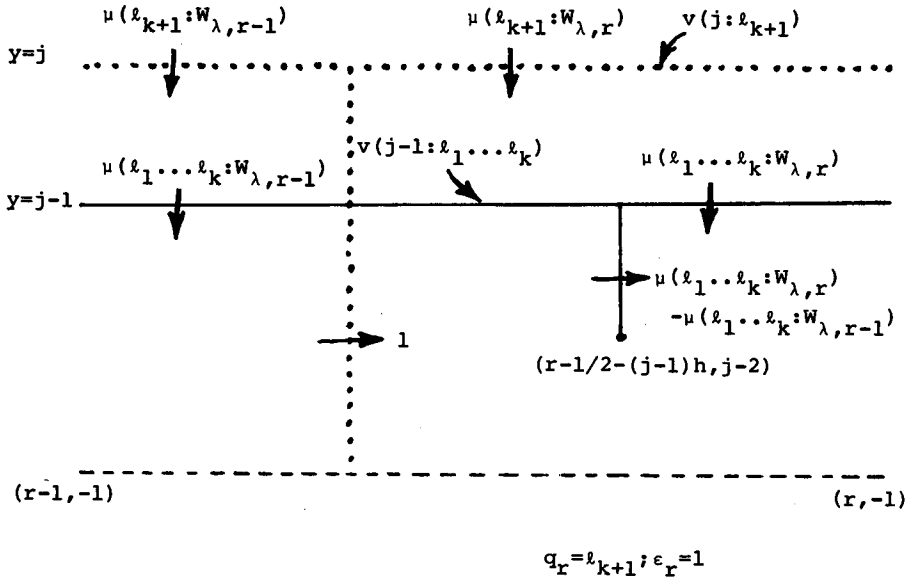 μ(ℓk+1:Wλ,r-1)
μ(ℓk+1:Wλ,r)
v(j:ℓk+1)
y=j
μ(ℓ1...ℓk:Wλ,r-1)
v(j-1:ℓ1...ℓk)
μ(ℓ1...ℓk:Wλ,r)
y=j-1
μ(ℓ1..ℓk:Wλ,r)
-μ(ℓ1..ℓk:Wλ,r-1)
1
(r-1/2-(j-1)h,j-2)
(r-1,-1)
(r,-1)
qr=ℓk+1;εr=1